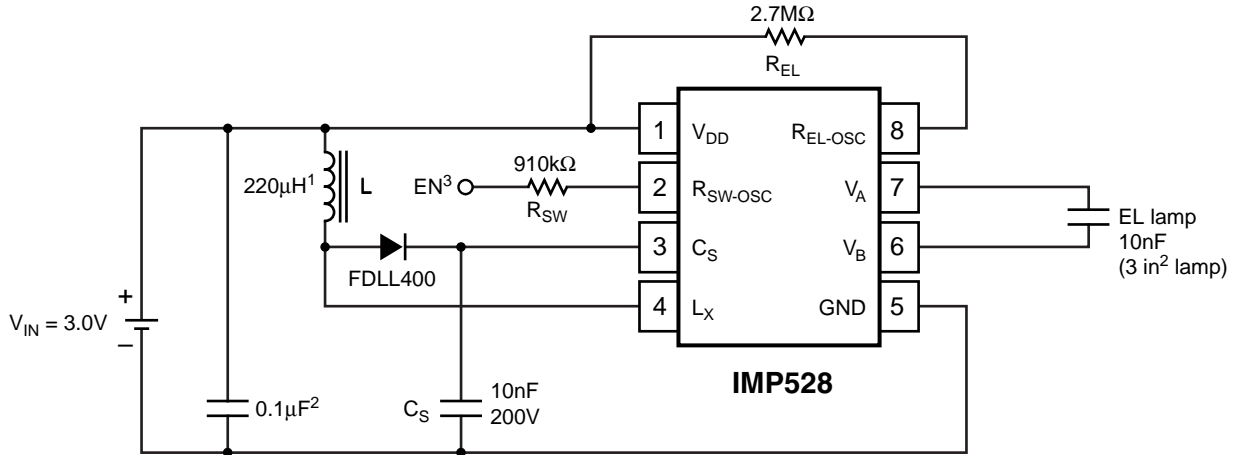 2.7MΩ
R_EL
1 V_DD R_EL-OSC 8
910kΩ
220μH¹ L EN³ 2 R_SW-OSC V_A 7
R_SW
EL lamp
10nF
(3 in² lamp)
3 C_S V_B 6
FDLL400
4 L_X GND 5
+
V_IN = 3.0V
–
IMP528
0.1μF²
C_S 10nF
200V